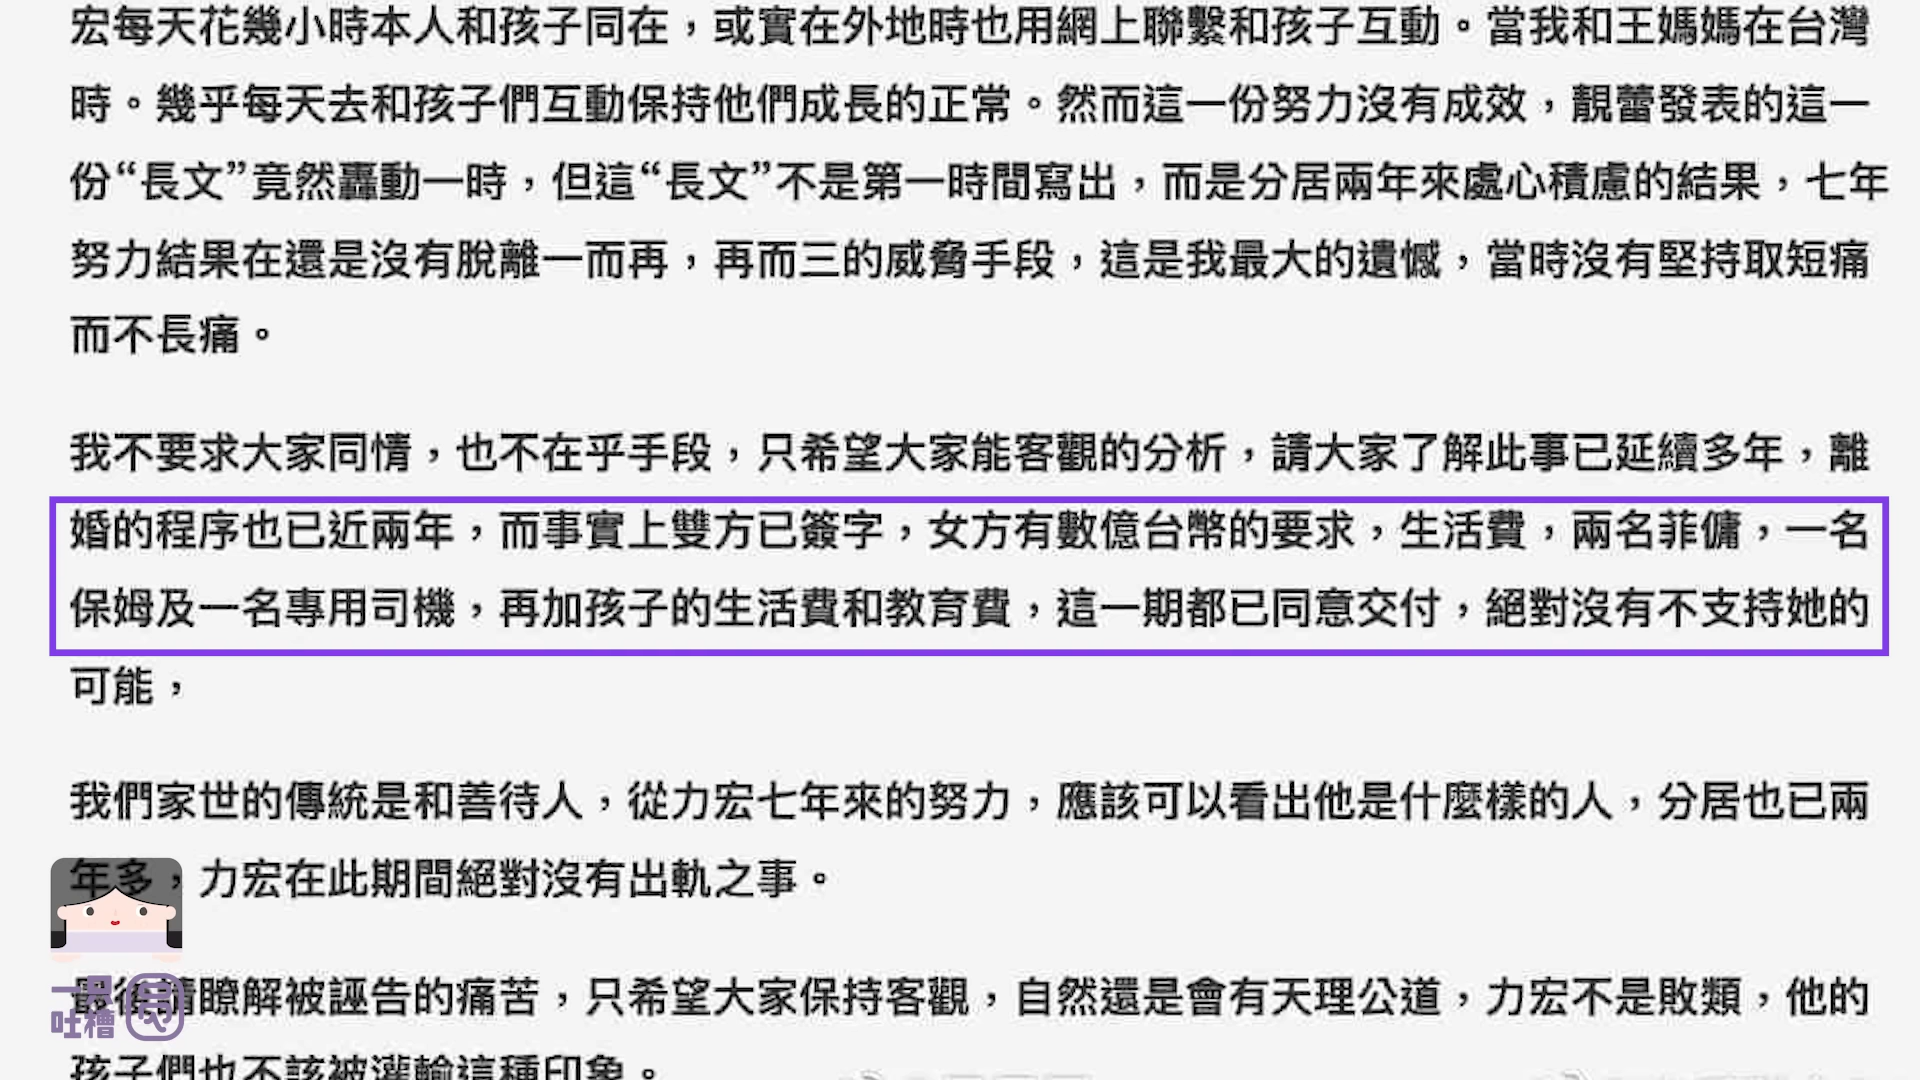 宏每天花幾小時本人和孩子同在，或實在外地時也用網上聯繫和孩子互動。當我和王媽媽在台灣
時。幾乎每天去和孩子們互動保持他們成長的正常。然而這一份努力沒有成效，靚蕾發表的這一
份“長文”竟然轟動一時，但這“長文”不是第一時間寫出，而是分居兩年來處心積慮的結果，七年
努力結果在還是沒有脫離一而再，再而三的威脅手段，這是我最大的遺憾，當時沒有堅持取短痛
而不長痛。
我不要求大家同情，也不在乎手段，只希望大家能客觀的分析，請大家了解此事已延續多年，離
婚的程序也已近兩年，而事實上雙方已簽字，女方有數億台幣的要求，生活費，兩名菲傭，一名
保姆及一名專用司機，再加孩子的生活費和教育費，這一期都已同意交付，絕對沒有不支持她的
可能，
我們家世的傳統是和善待人，從力宏七年來的努力，應該可以看出他是什麼樣的人，分居也已兩
年多，力宏在此期間絕對沒有出軌之事。
最後請瞭解被誣告的痛苦，只希望大家保持客觀，自然還是會有天理公道，力宏不是敗類，他的
孩子們也不該被灌輸這種印象。
一只
吐槽